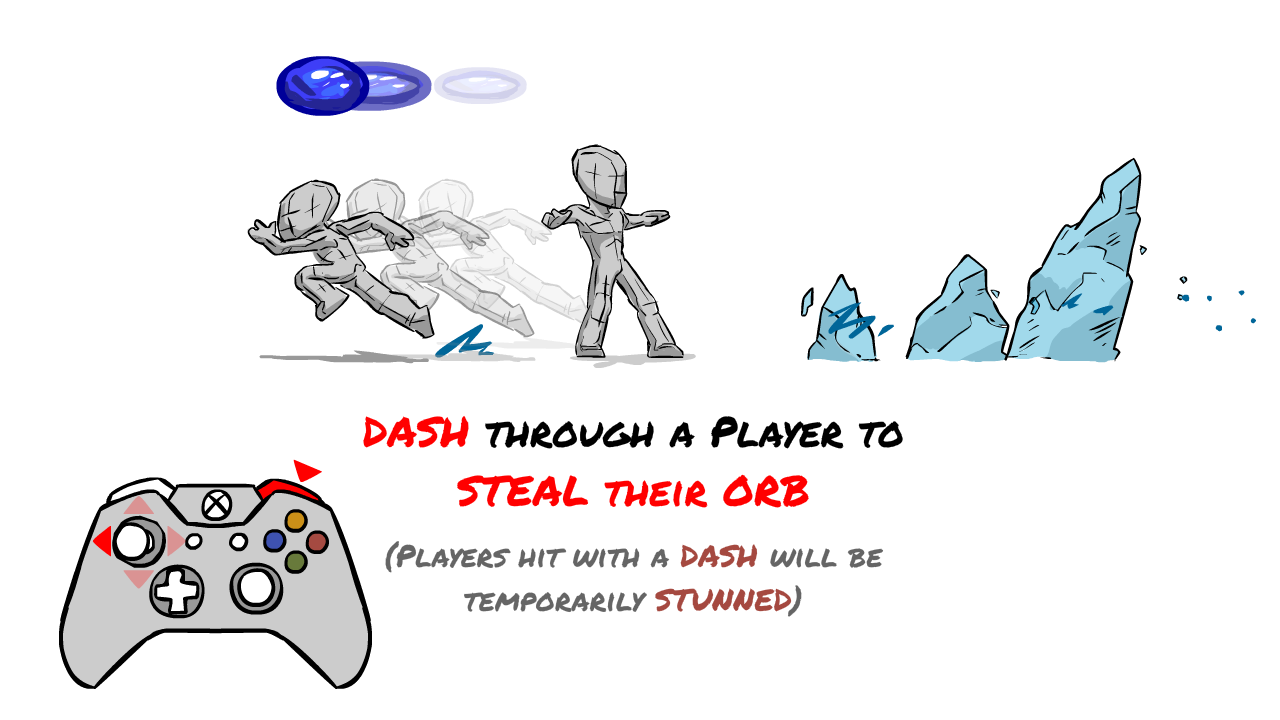 DASH THROUGH A PLAYER TO
STEAL THEIR ORB
(PLAYERS HIT WITH A DASH WILL BE
TEMPORARILY STUNNED)